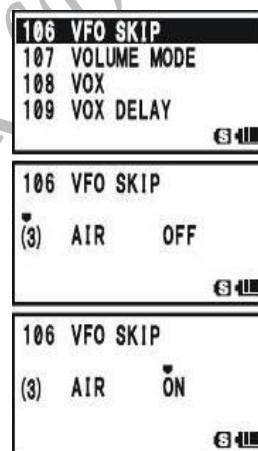 106 VFO SKIP
107 VOLUME MODE
108 VOX
109 VOX DELAY
S
106 VFO SKIP
(3) AIR OFF
S
106 VFO SKIP
(3) AIR ON
S